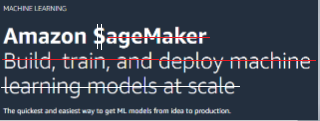 MACHINE LEARNING
Amazon SageMaker
Build, train, and deploy machine
learning models at scale
The quickest and easiest way to get ML models from idea to production.